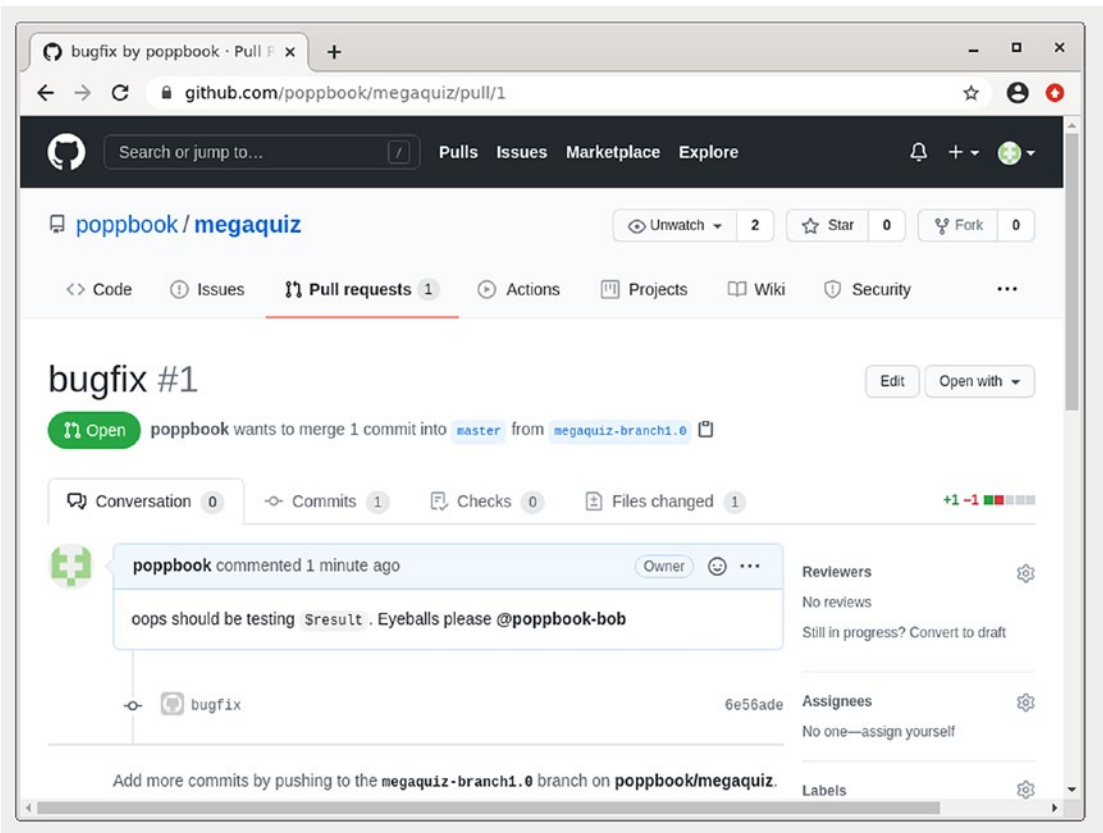 bugfix by poppbook · Pull R
github.com/poppbook/megaquiz/pull/1
Search or jump to... / Pulls Issues Marketplace Explore
poppbook / megaquiz Unwatch 2 Star 0 Fork 0
Code Issues Pull requests 1 Actions Projects Wiki Security ...
bugfix #1 Edit Open with
Open poppbook wants to merge 1 commit into master from megaquiz-branch1.0
Conversation 0 Commits 1 Checks 0 Files changed 1 +1 −1
poppbook commented 1 minute ago Owner ...
oops should be testing $result . Eyeballs please @poppbook-bob
Reviewers
No reviews
Still in progress? Convert to draft
bugfix 6e56ade
Assignees
No one—assign yourself
Add more commits by pushing to the megaquiz-branch1.0 branch on poppbook/megaquiz.
Labels